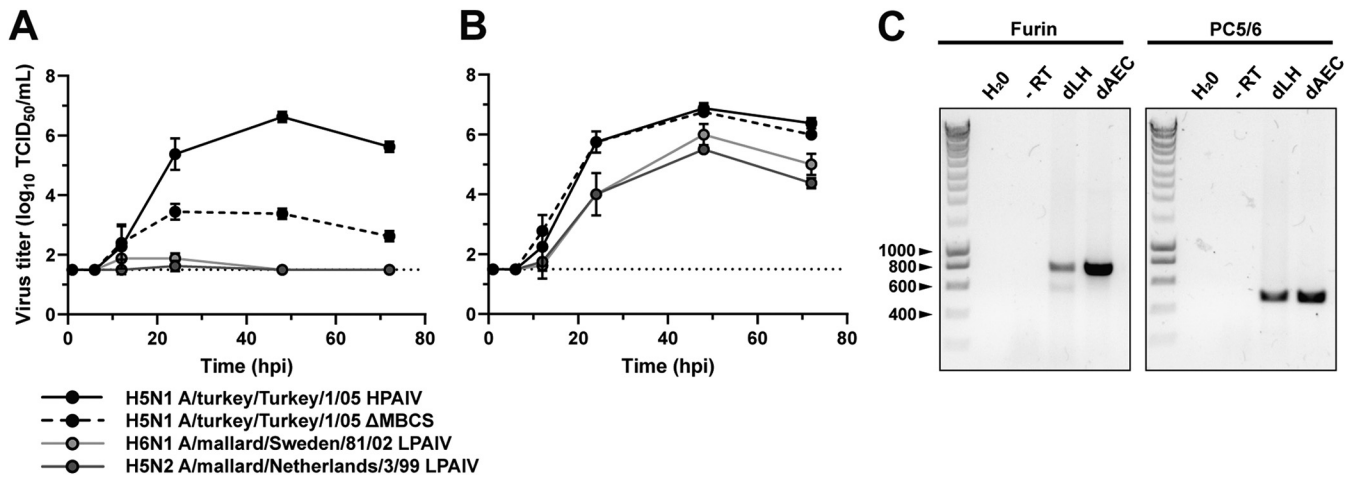 A
Virus titer (log10 TCID50/mL)
8
6
4
2
0
0 20 40 60 80
Time (hpi)
B
8
6
4
2
0
0 20 40 60 80
Time (hpi)
H5N1 A/turkey/Turkey/1/05 HPAIV
H5N1 A/turkey/Turkey/1/05 ΔMBCS
H6N1 A/mallard/Sweden/81/02 LPAIV
H5N2 A/mallard/Netherlands/3/99 LPAIV
C
Furin PC5/6
H₂0 - RT dLH dAEC H₂0 - RT dLH dAEC
1000
800
600
400